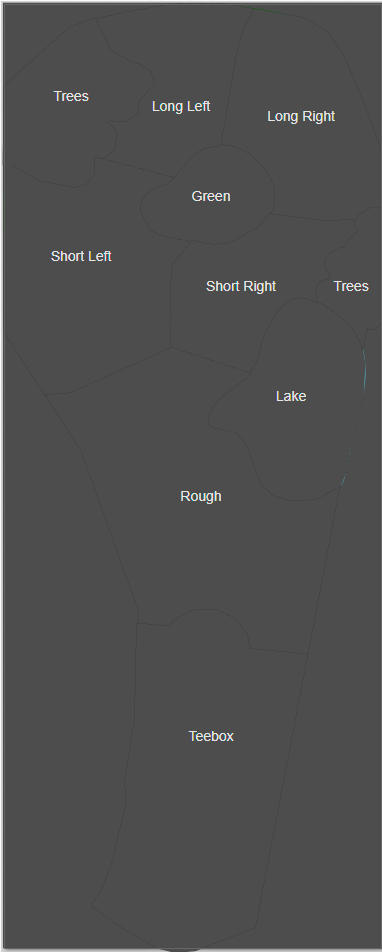 Trees
Long Left
Long Right
Green
Short Left
Short Right
Trees
Lake
Rough
Teebox